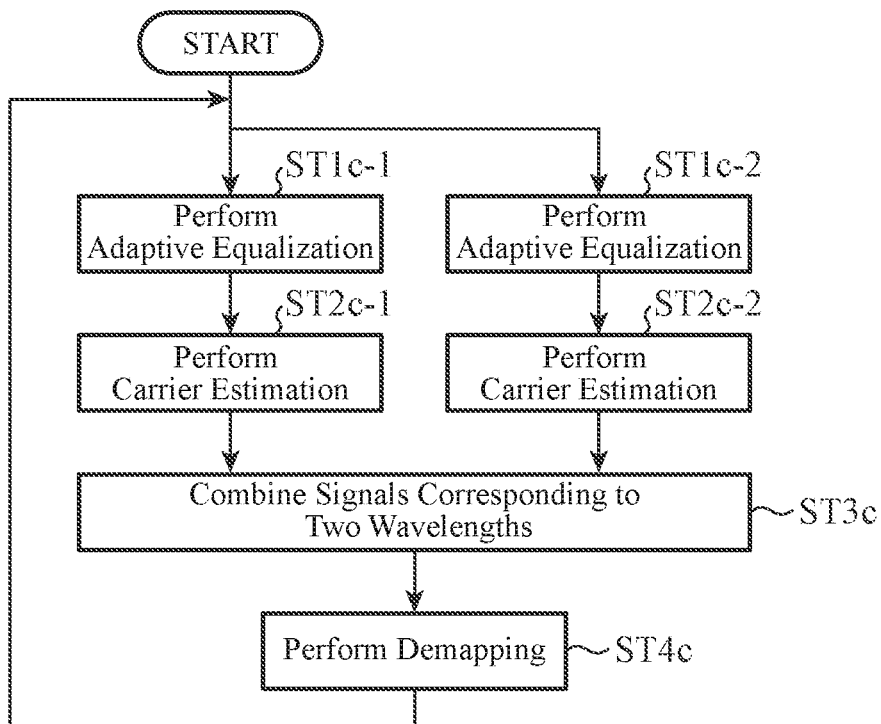 START
ST1c-1
ST1c-2
Perform
Adaptive Equalization
Perform
Adaptive Equalization
ST2c-1
ST2c-2
Perform
Carrier Estimation
Perform
Carrier Estimation
Combine Signals Corresponding to
Two Wavelengths
ST3c
Perform Demapping
ST4c